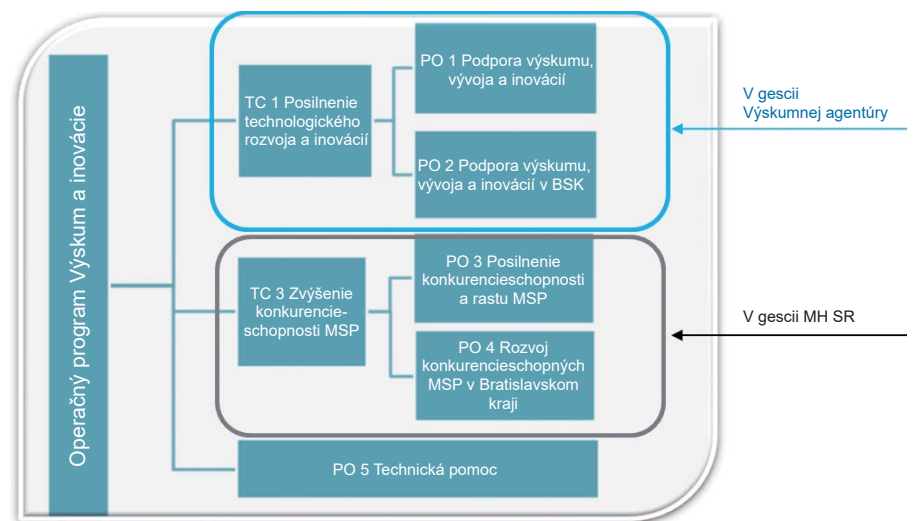 Operačný program Výskum a inovácie
TC 1 Posilnenie
technologického
rozvoja a inovácií
PO 1 Podpora výskumu,
vývoja a inovácií
PO 2 Podpora výskumu,
vývoja a inovácií v BSK
V gescii
Výskumnej agentúry
TC 3 Zvýšenie
konkurencie-
schopnosti MSP
PO 3 Posilnenie
konkurencieschopnosti
a rastu MSP
PO 4 Rozvoj
konkurencieschopných
MSP v Bratislavskom
kraji
V gescii MH SR
PO 5 Technická pomoc